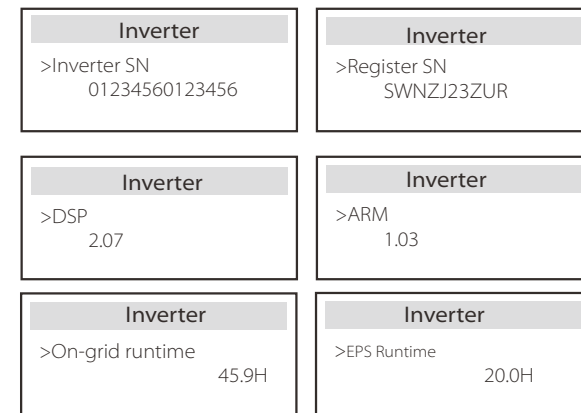 Inverter
>Inverter SN
01234560123456
Inverter
>Register SN
SWNZJ23ZUR
Inverter
>DSP
2.07
Inverter
>ARM
1.03
Inverter
>On-grid runtime
45.9H
Inverter
>EPS Runtime
20.0H